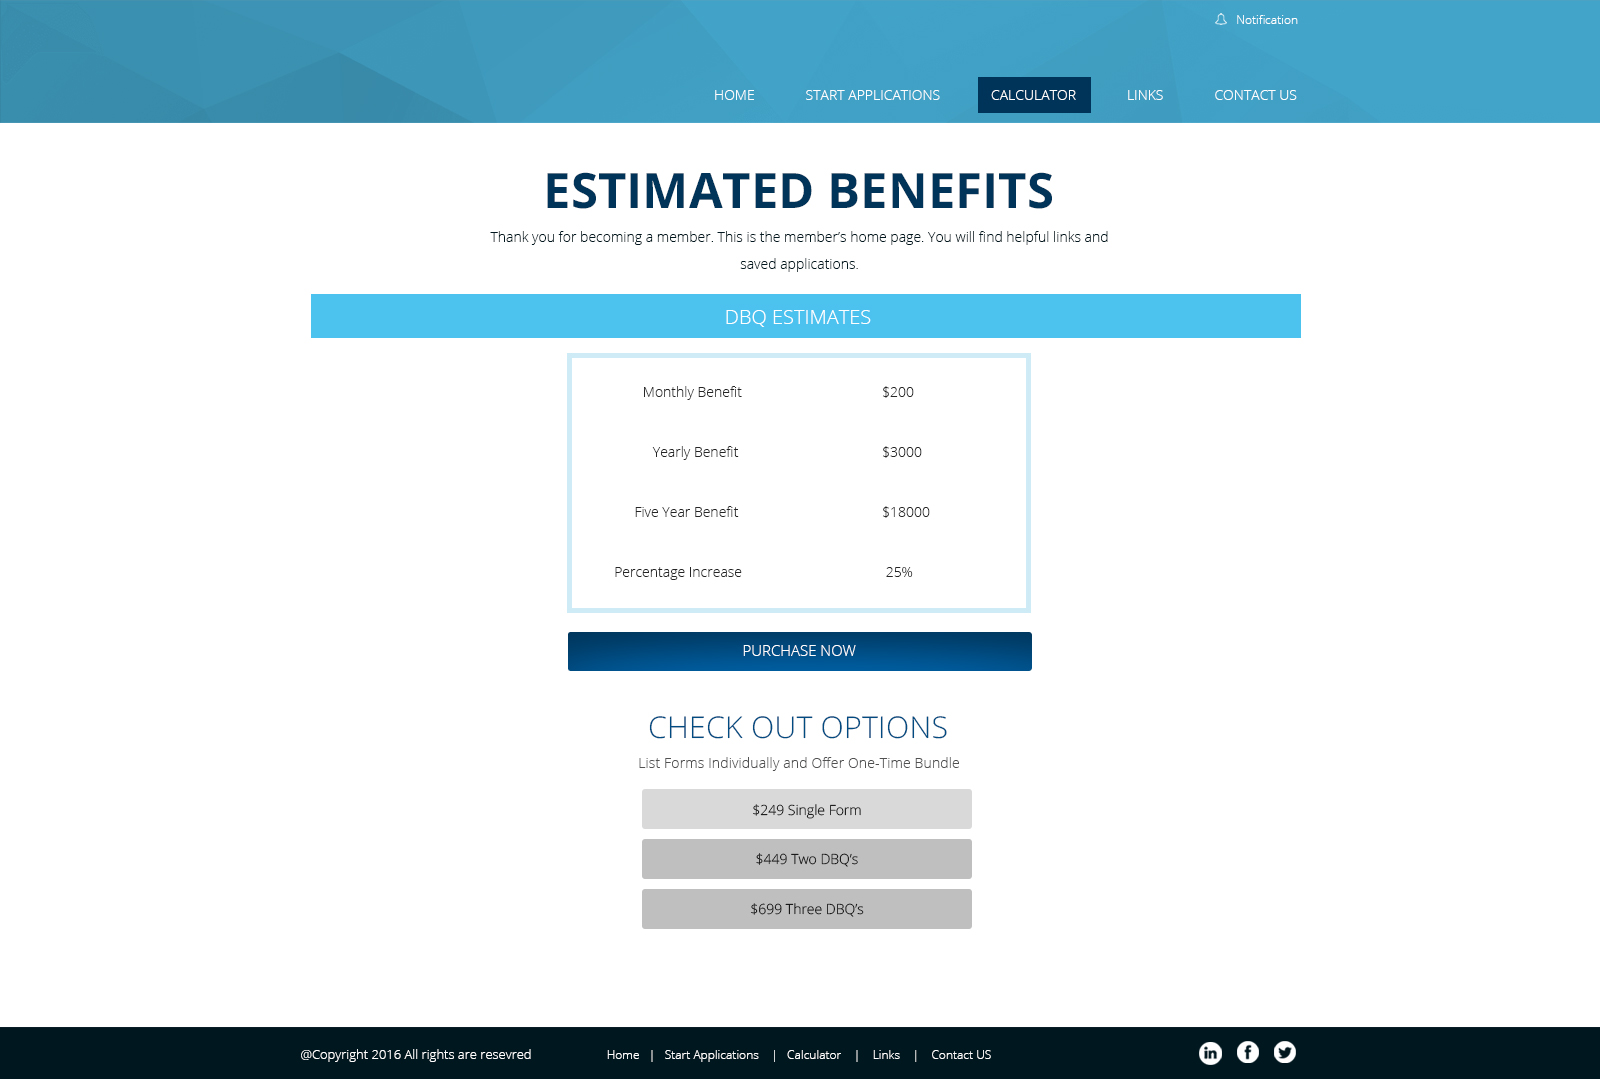 Notification
HOME START APPLICATIONS CALCULATOR LINKS CONTACT US
ESTIMATED BENEFITS
Thank you for becoming a member. This is the member's home page. You will find helpful links and
saved applications.
DBQ ESTIMATES
Monthly Benefit $200
Yearly Benefit $3000
Five Year Benefit $18000
Percentage Increase 25%
PURCHASE NOW
CHECK OUT OPTIONS
List Forms Individually and Offer One-Time Bundle
$249 Single Form
$449 Two DBQ's
$699 Three DBQ's
@Copyright 2016 All rights are resevred Home | Start Applications | Calculator | Links | Contact US